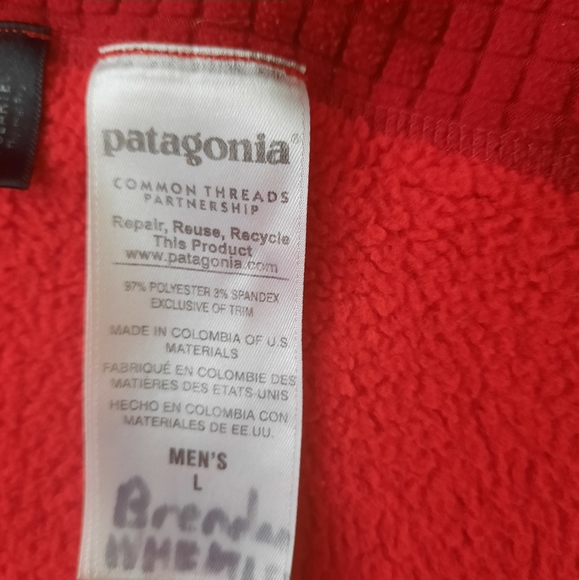 patagonia®
COMMON THREADS
PARTNERSHIP
Repair, Reuse, Recycle
This Product
www.patagonia.com
97% POLYESTER 3% SPANDEX
EXCLUSIVE OF TRIM
MADE IN COLOMBIA OF U.S.
MATERIALS
FABRIQUÉ EN COLOMBIE DES
MATIÈRES DES ETATS-UNIS
HECHO EN COLOMBIA CON
MATERIALES DE EE.UU.
MEN'S
L
Brendan